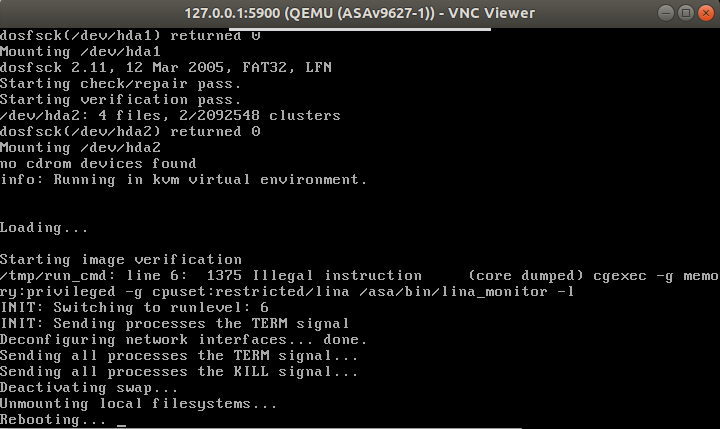 127.0.0.1:5900 (QEMU (ASAv9627-1)) - VNC Viewer
dosfsck(/dev/hda1) returned 0
Mounting /dev/hda1
dosfsck 2.11, 12 Mar 2005, FAT32, LFN
Starting check/repair pass.
Starting verification pass.
/dev/hda2: 4 files, 2/2092548 clusters
dosfsck(/dev/hda2) returned 0
Mounting /dev/hda2
no cdrom devices found
info: Running in kvm virtual environment.
Loading...
Starting image verification
/tmp/run_cmd: line 6:  1375 Illegal instruction     (core dumped) cgexec -g memo
ry:privileged -g cpuset:restricted/lina /asa/bin/lina_monitor -l
INIT: Switching to runlevel: 6
INIT: Sending processes the TERM signal
Deconfiguring network interfaces... done.
Sending all processes the TERM signal...
Sending all processes the KILL signal...
Deactivating swap...
Unmounting local filesystems...
Rebooting... _